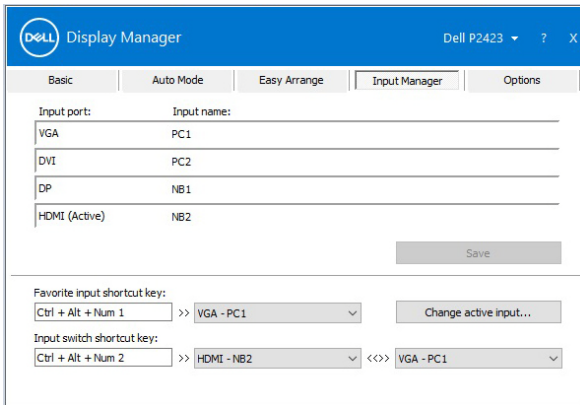 DELL Display Manager Dell P2423 ? X
Basic Auto Mode Easy Arrange Input Manager Options
Input port: Input name:
VGA PC1
DVI PC2
DP NB1
HDMI (Active) NB2
Save
Favorite input shortcut key:
Ctrl + Alt + Num 1 >> VGA - PC1 Change active input...
Input switch shortcut key:
Ctrl + Alt + Num 2 >> HDMI - NB2 <<>> VGA - PC1